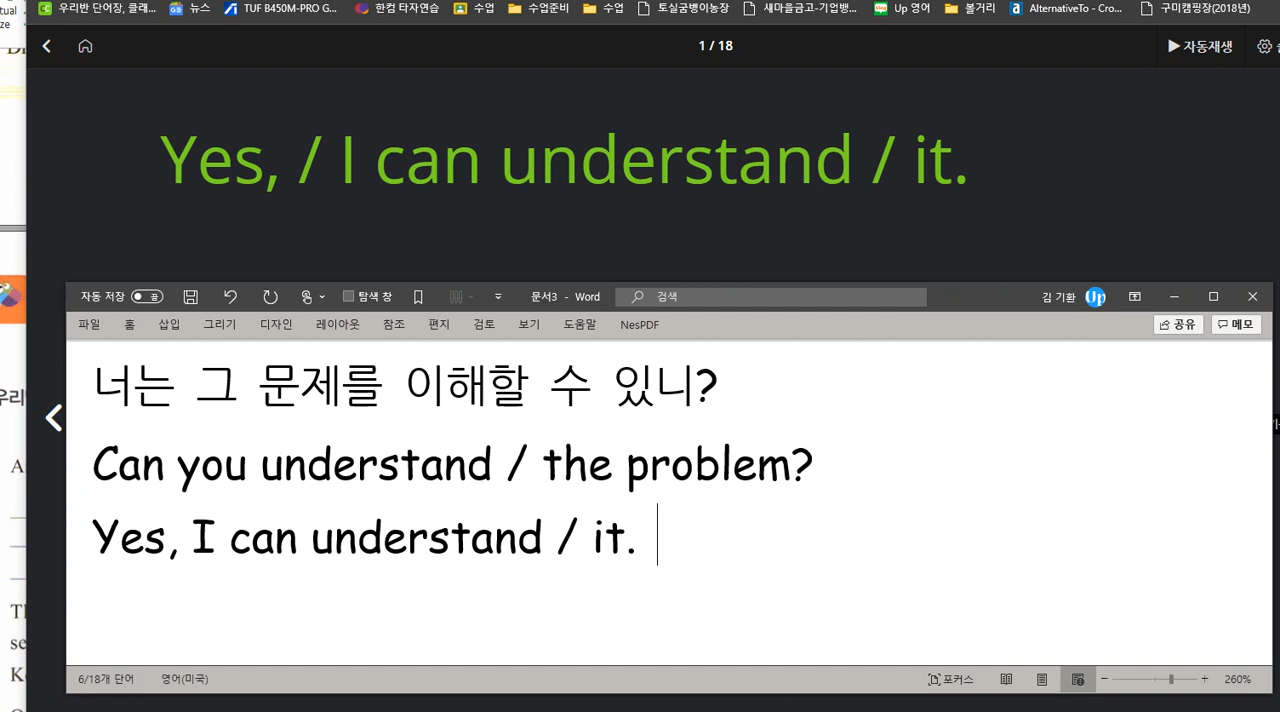 우리반 단어장, 클래... 뉴스 TUF B450M-PRO G... 한컴 타자연습 수업 수업준비 수업 토실굼벵이농장 새마을금고-기업뱅... Up 영어 볼거리 AlternativeTo - Cro... 구미캠핑장(2018년)
1 / 18
자동재생
Yes, / I can understand / it.
자동 저장 끔 탐색 창 문서3 - Word 검색 김 기환 Up
파일 홈 삽입 그리기 디자인 레이아웃 참조 편지 검토 보기 도움말 NesPDF 공유 메모
너는 그 문제를 이해할 수 있니?
Can you understand / the problem?
Yes, I can understand / it.
6/18개 단어 영어(미국) 포커스 260%